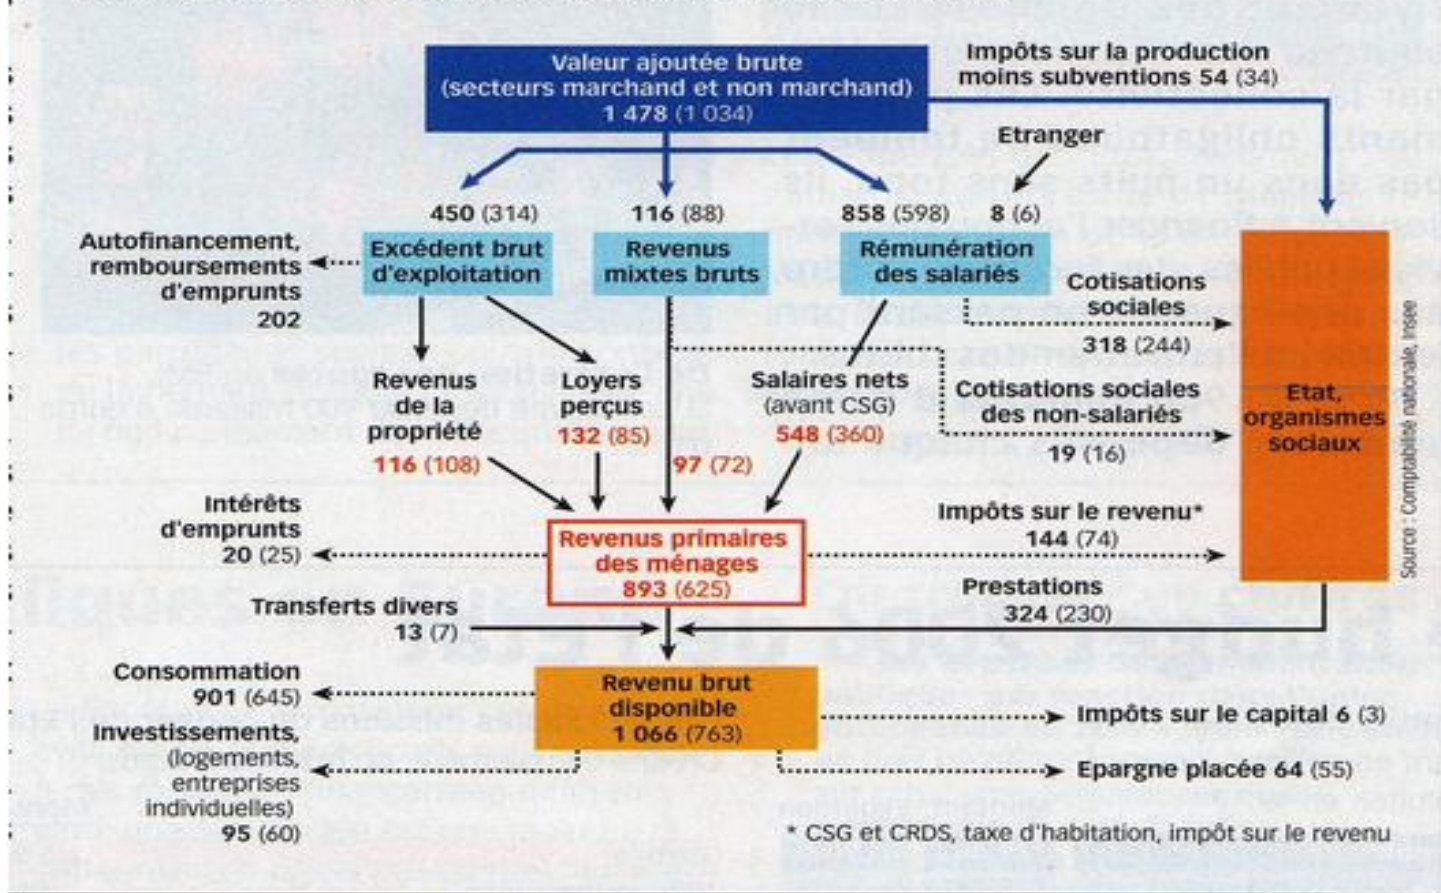 Valeur ajoutée brute
(secteurs marchand et non marchand)
1 478 (1 034)
Impôts sur la production
moins subventions 54 (34)
Etranger
450 (314)
116 (88)
858 (598)
8 (6)
Autofinancement,
remboursements
d'emprunts
202
Excédent brut
d'exploitation
Revenus
mixtes bruts
Rémunération
des salariés
Cotisations
sociales
318 (244)
Revenus
de la
propriété
116 (108)
Loyers
perçus
132 (85)
97 (72)
Salaires nets
(avant CSG)
548 (360)
Cotisations sociales
des non-salariés
19 (16)
Etat,
organismes
sociaux
Source : Comptabilité nationale, Insee
Intérêts
d'emprunts
20 (25)
Revenus primaires
des ménages
893 (625)
Impôts sur le revenu*
144 (74)
Transferts divers
13 (7)
Prestations
324 (230)
Consommation
901 (645)
Revenu brut
disponible
1 066 (763)
Impôts sur le capital 6 (3)
Investissements,
(logements,
entreprises
individuelles)
95 (60)
Epargne placée 64 (55)
* CSG et CRDS, taxe d'habitation, impôt sur le revenu